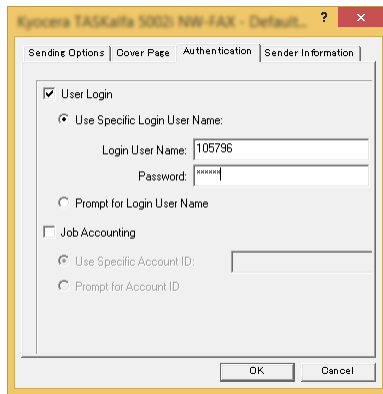 Kyocera TASKalfa 5002i NW-FAX - Default...
?
Sending Options Cover Page Authentication Sender Information
User Login
Use Specific Login User Name:
Login User Name: 105796
Password: ******
Prompt for Login User Name
Job Accounting
Use Specific Account ID:
Prompt for Account ID
OK Cancel